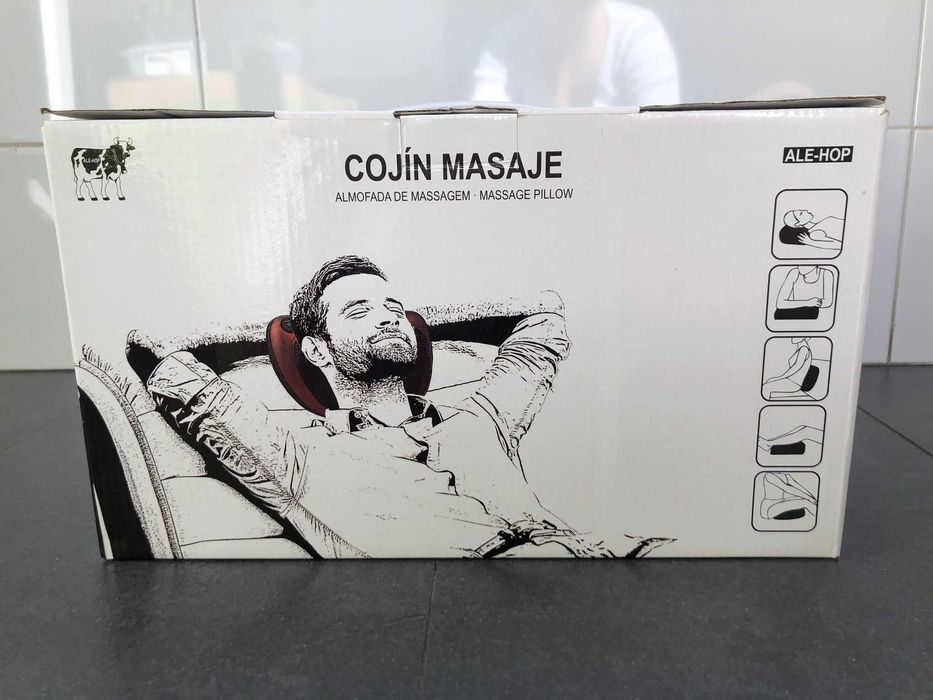 ALE-HOP
COJÍN MASAJE
ALMOFADA DE MASSAGEM · MASSAGE PILLOW
ALE-HOP